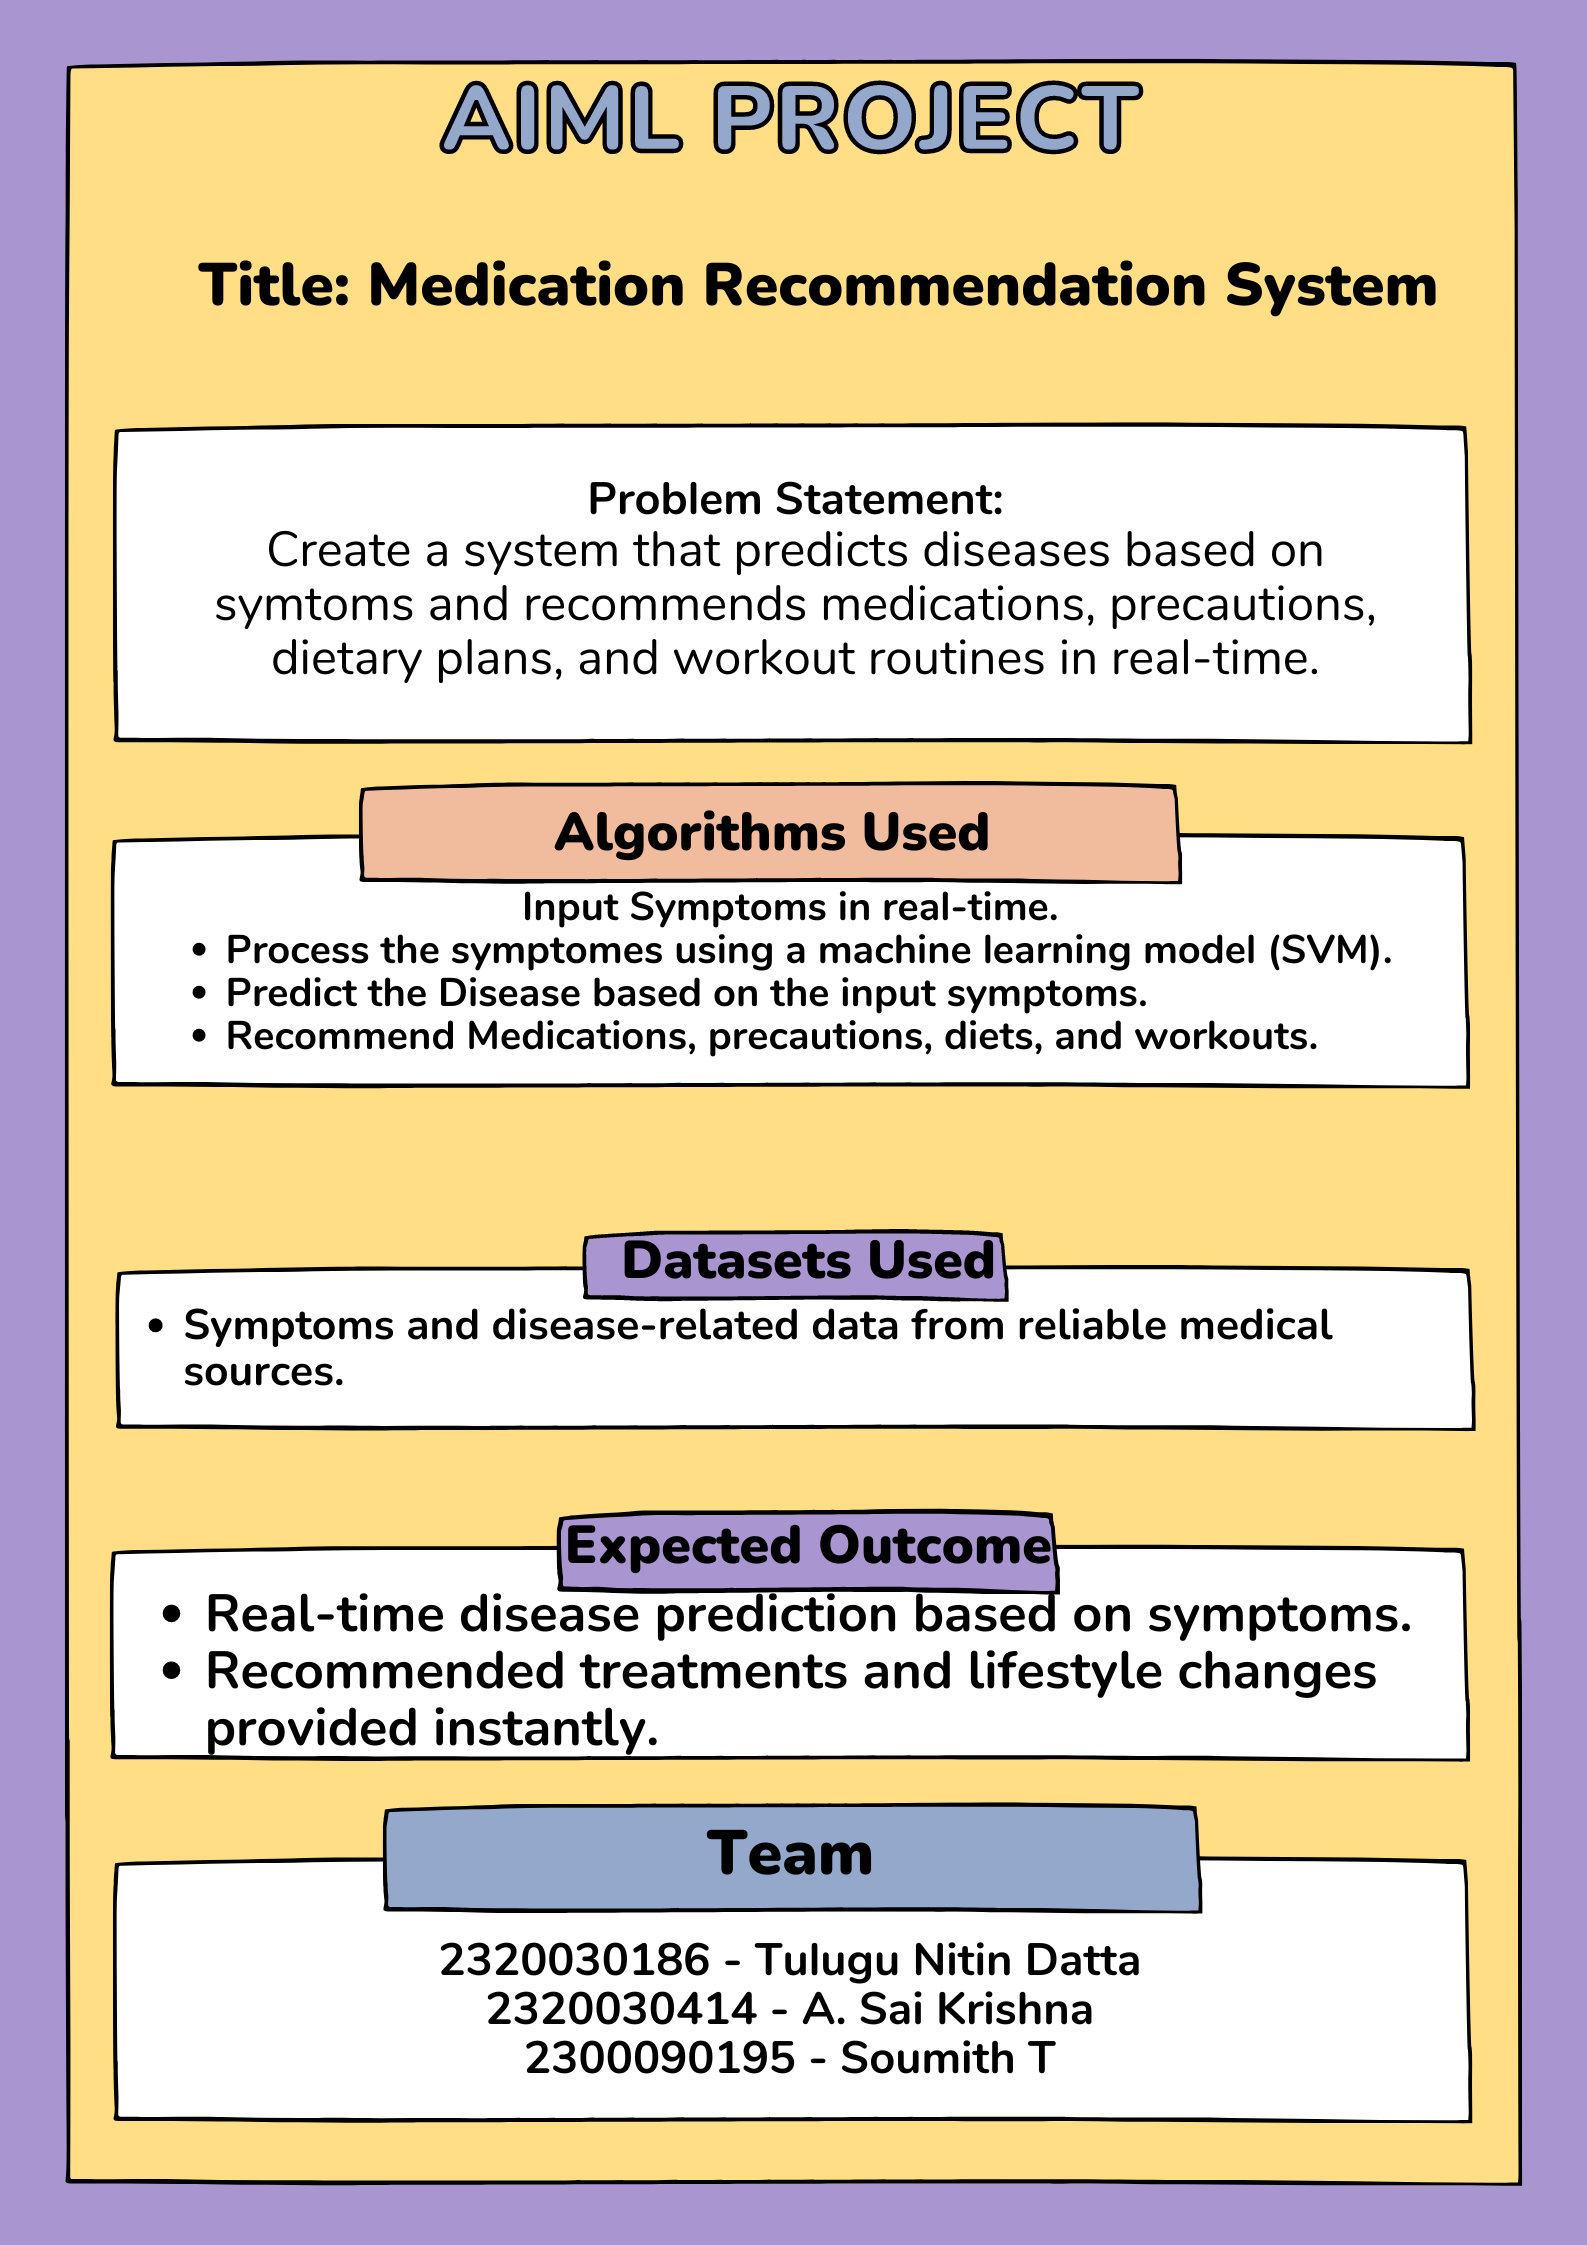 AIML PROJECT
Title: Medication Recommendation System
Problem Statement:
Create a system that predicts diseases based on
symtoms and recommends medications, precautions,
dietary plans, and workout routines in real-time.
Algorithms Used
Input Symptoms in real-time.
• Process the symptomes using a machine learning model (SVM).
• Predict the Disease based on the input symptoms.
• Recommend Medications, precautions, diets, and workouts.
Datasets Used
• Symptoms and disease-related data from reliable medical
sources.
Expected Outcome
• Real-time disease prediction based on symptoms.
• Recommended treatments and lifestyle changes
provided instantly.
Team
2320030186 - Tulugu Nitin Datta
2320030414 - A. Sai Krishna
2300090195 - Soumith T